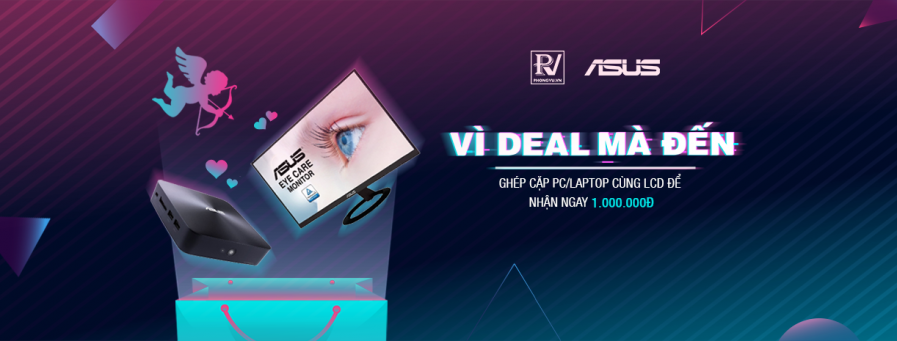 PV
PHONGVU.VN
ASUS
VÌ DEAL MÀ ĐẾN
GHÉP CẶP PC/LAPTOP CÙNG LCD ĐỂ
NHẬN NGAY 1.000.000Đ
ASUS
EYE CARE
MONITOR